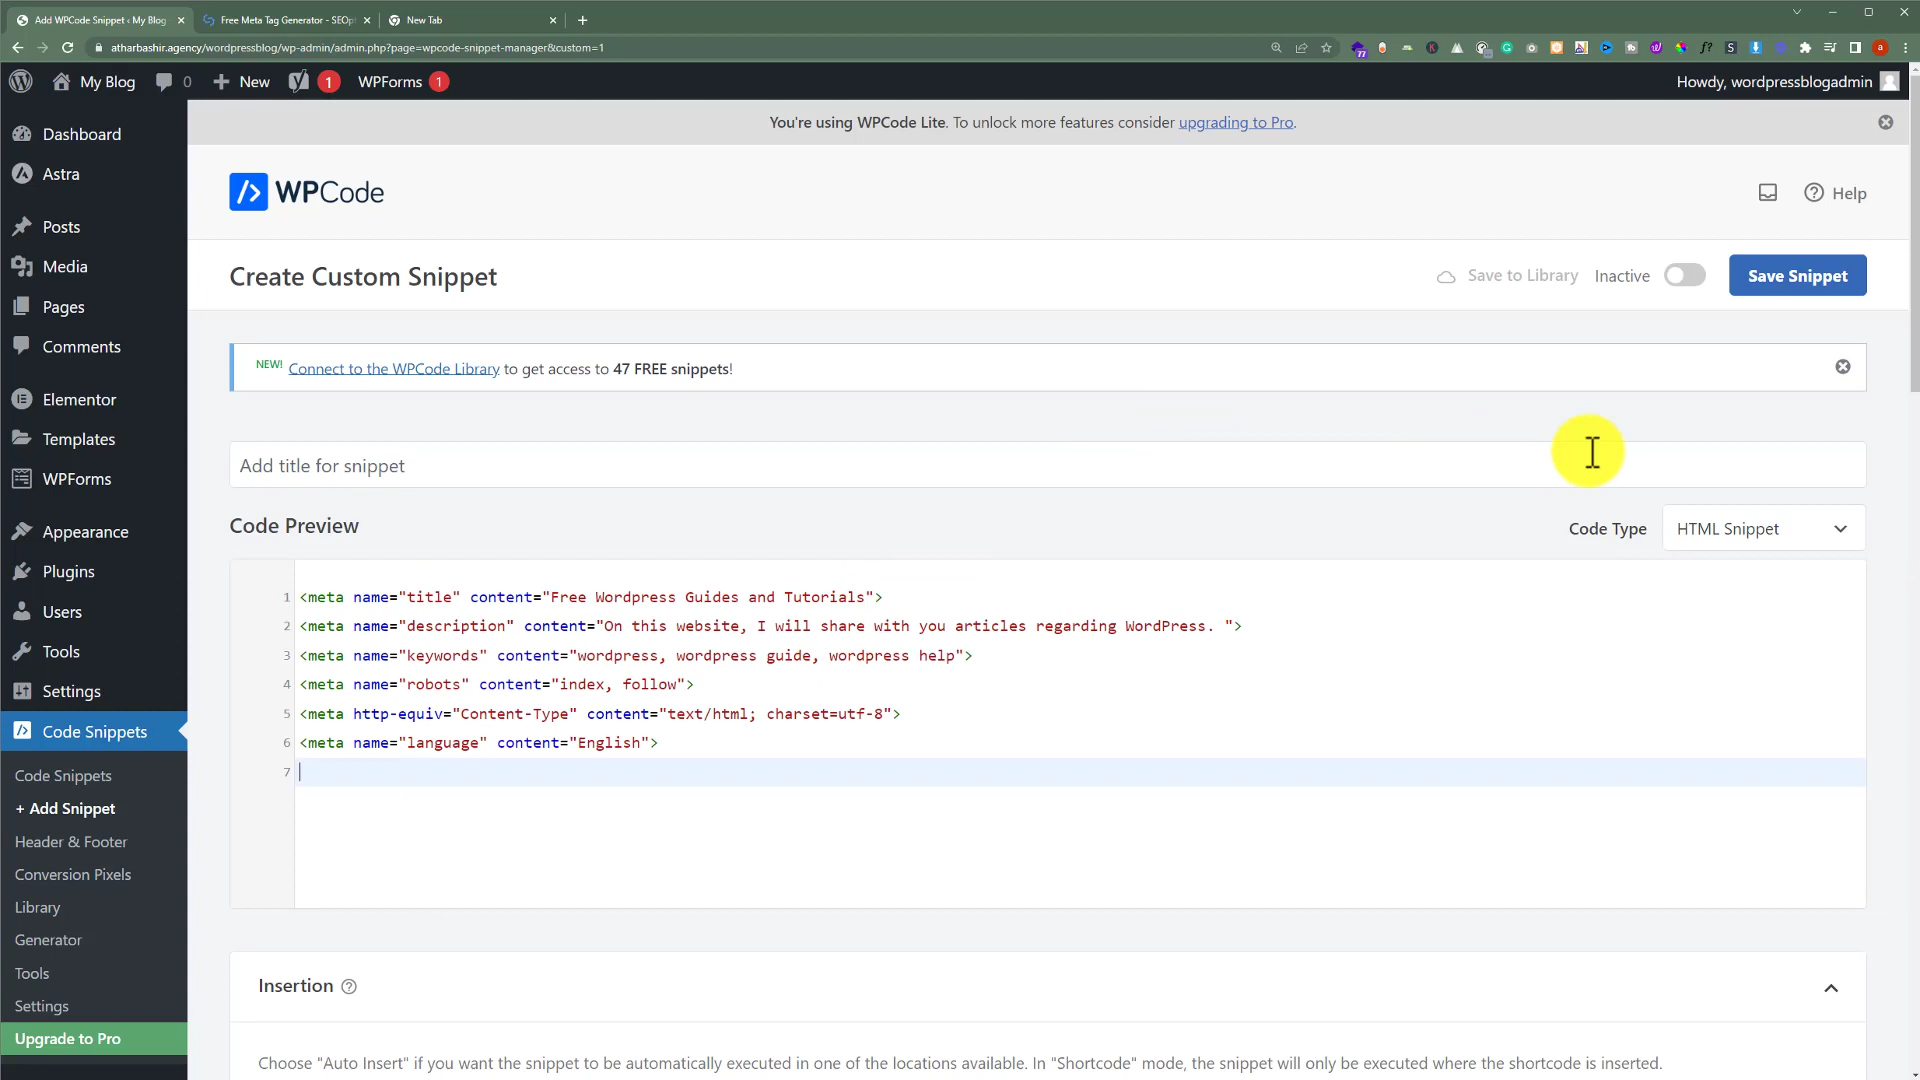 Add WPCode Snippet ‹ My Blog
Free Meta Tag Generator - SEOpt
New Tab
atharbashir.agency/wordpressblog/wp-admin/admin.php?page=wpcode-snippet-manager&custom=1
My Blog
0
New
1
WPForms
1
Howdy, wordpressblogadmin
You're using WPCode Lite. To unlock more features consider upgrading to Pro.
Dashboard
Astra
Posts
Media
Pages
Comments
Elementor
Templates
WPForms
Appearance
Plugins
Users
Tools
Settings
Code Snippets
Code Snippets
+ Add Snippet
Header & Footer
Conversion Pixels
Library
Generator
Tools
Settings
Upgrade to Pro
WPCode
Help
Create Custom Snippet
Save to Library
Inactive
Save Snippet
NEW! Connect to the WPCode Library to get access to 47 FREE snippets!
Add title for snippet
Code Preview
Code Type
HTML Snippet
1 <meta name="title" content="Free Wordpress Guides and Tutorials">
2 <meta name="description" content="On this website, I will share with you articles regarding WordPress. ">
3 <meta name="keywords" content="wordpress, wordpress guide, wordpress help">
4 <meta name="robots" content="index, follow">
5 <meta http-equiv="Content-Type" content="text/html; charset=utf-8">
6 <meta name="language" content="English">
7
Insertion
Choose "Auto Insert" if you want the snippet to be automatically executed in one of the locations available. In "Shortcode" mode, the snippet will only be executed where the shortcode is inserted.